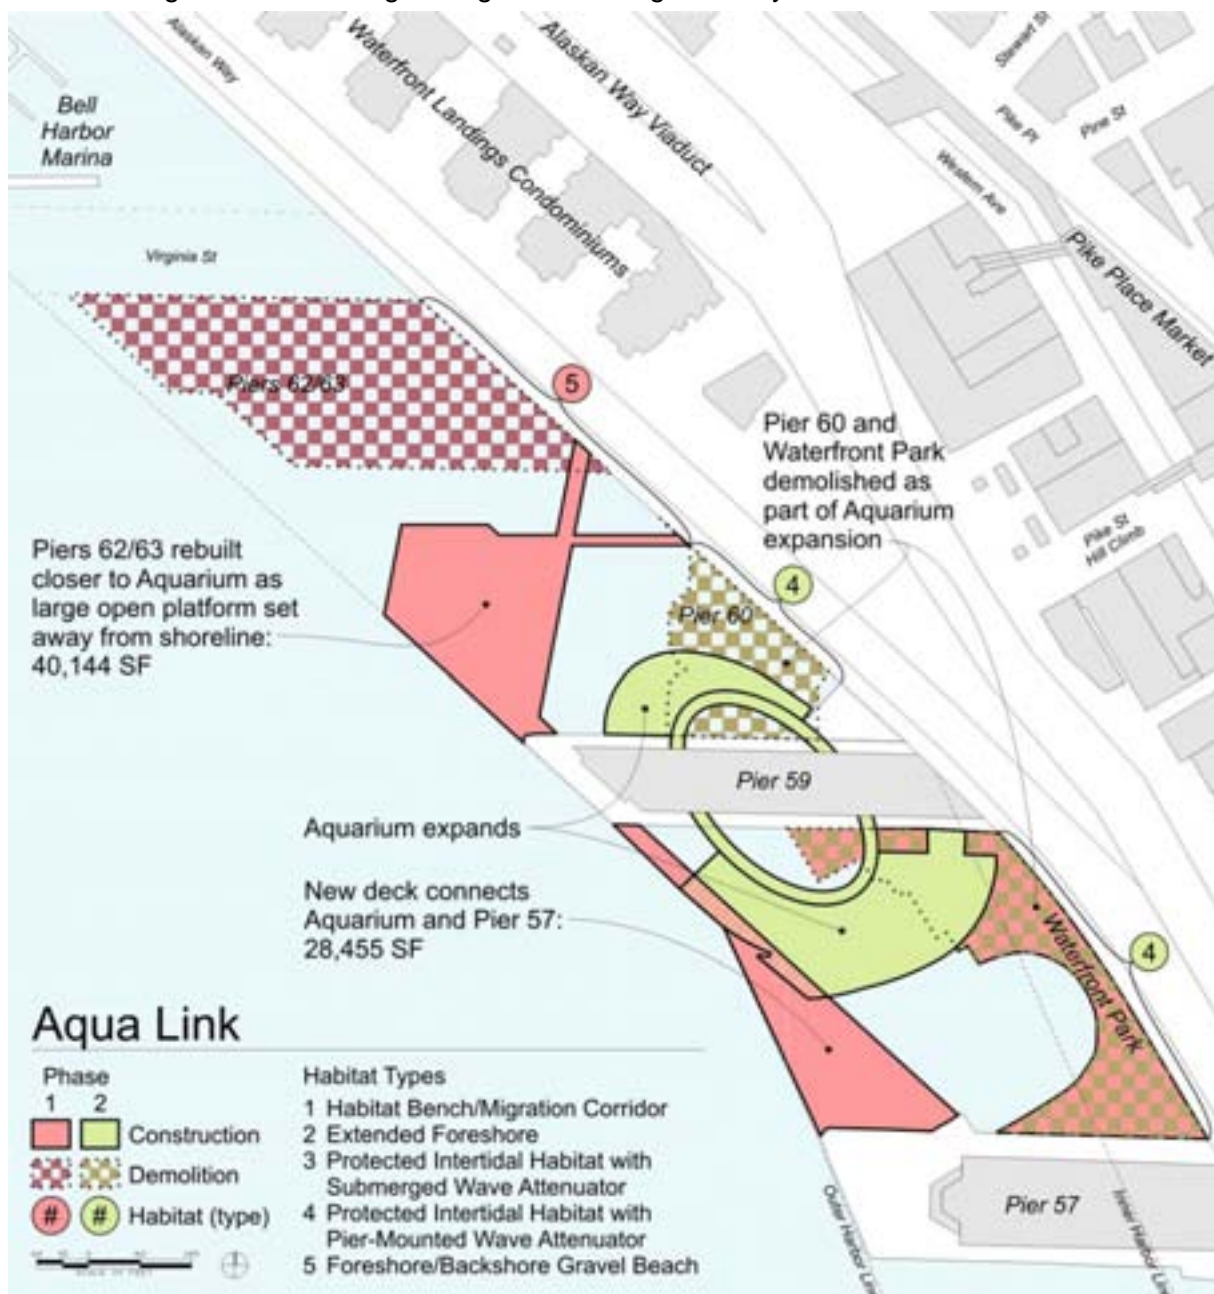 Alaskan Way
Waterfront Landings Condominiums
Alaskan Way Viaduct
Stewart St
Pike Pl
Pine St
Western Ave
Pike Place Market
Bell
Harbor
Marina
Virginia St
Piers 62/63
5
Pier 60 and
Waterfront Park
demolished as
part of Aquarium
expansion
Pike St
Hill Climb
Piers 62/63 rebuilt
closer to Aquarium as
large open platform set
away from shoreline:
40,144 SF
4
Pier 60
Pier 59
Aquarium expands
New deck connects
Aquarium and Pier 57:
28,455 SF
Waterfront Park
4
Aqua Link
Phase
1 2
Construction
Demolition
# # Habitat (type)
Habitat Types
1 Habitat Bench/Migration Corridor
2 Extended Foreshore
3 Protected Intertidal Habitat with
Submerged Wave Attenuator
4 Protected Intertidal Habitat with
Pier-Mounted Wave Attenuator
5 Foreshore/Backshore Gravel Beach
Pier 57
Outer Harbor
Inner Harbor